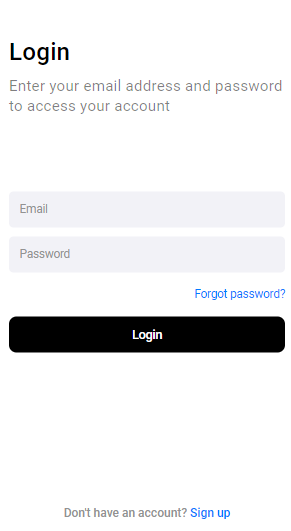 Login
Enter your email address and password
to access your account
Email
Password
Forgot password?
Login
Don't have an account? Sign up